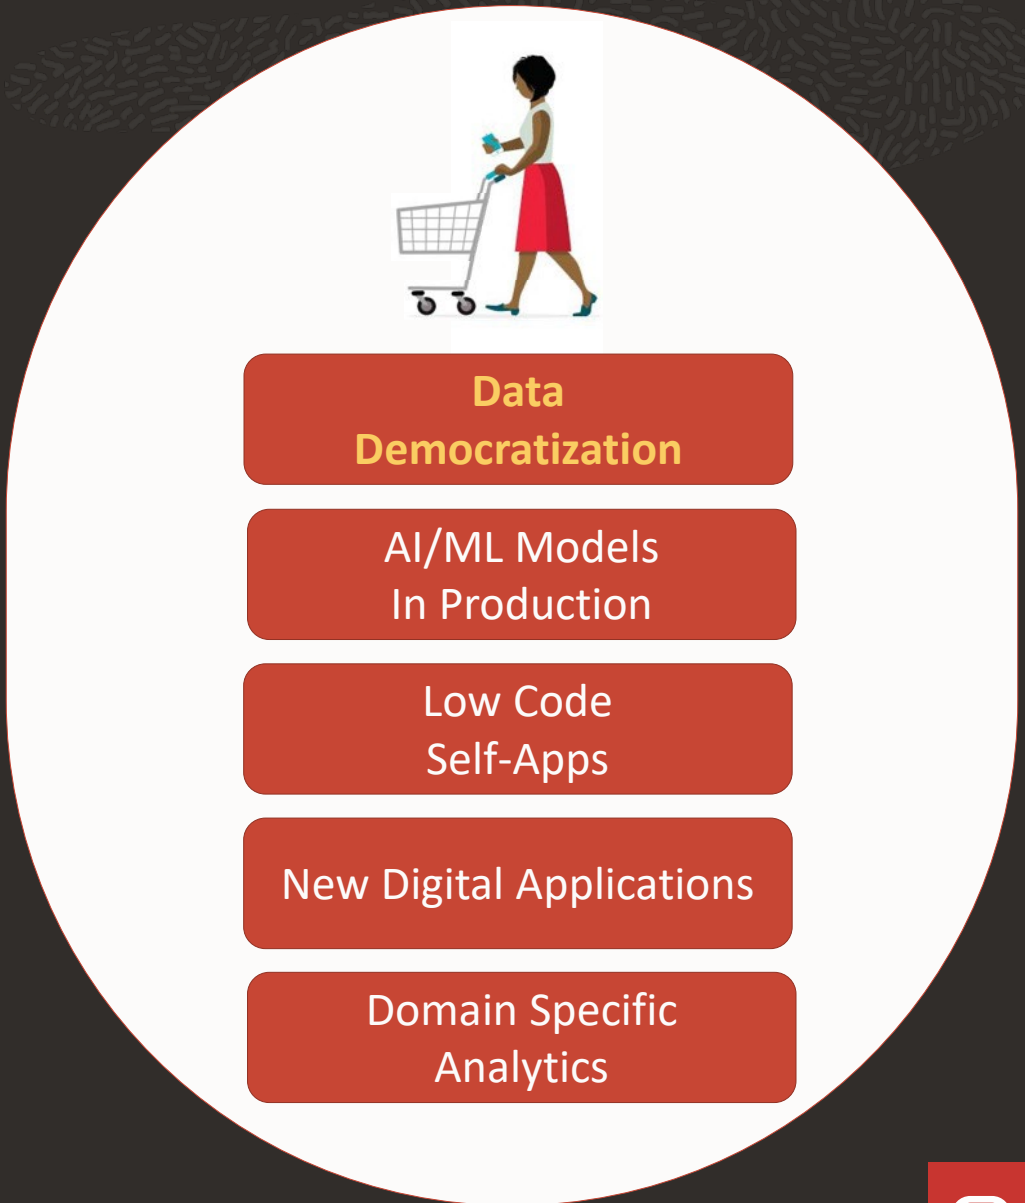 Data
Democratization
AI/ML Models
In Production
Low Code
Self-Apps
New Digital Applications
Domain Specific
Analytics